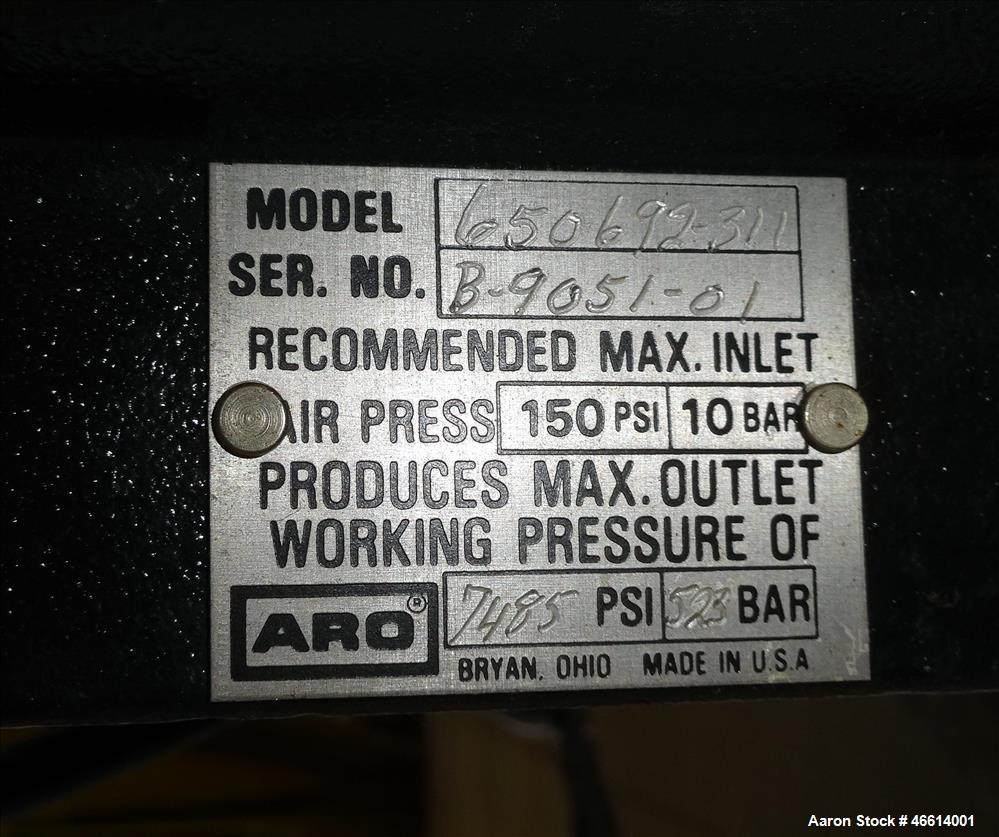 MODEL 650692-311
SER. NO. B-9051-01
RECOMMENDED MAX. INLET
AIR PRESS 150 PSI 10 BAR
PRODUCES MAX. OUTLET
WORKING PRESSURE OF
ARO® 7485 PSI 523 BAR
BRYAN, OHIO MADE IN U.S.A
Aaron Stock # 46614001